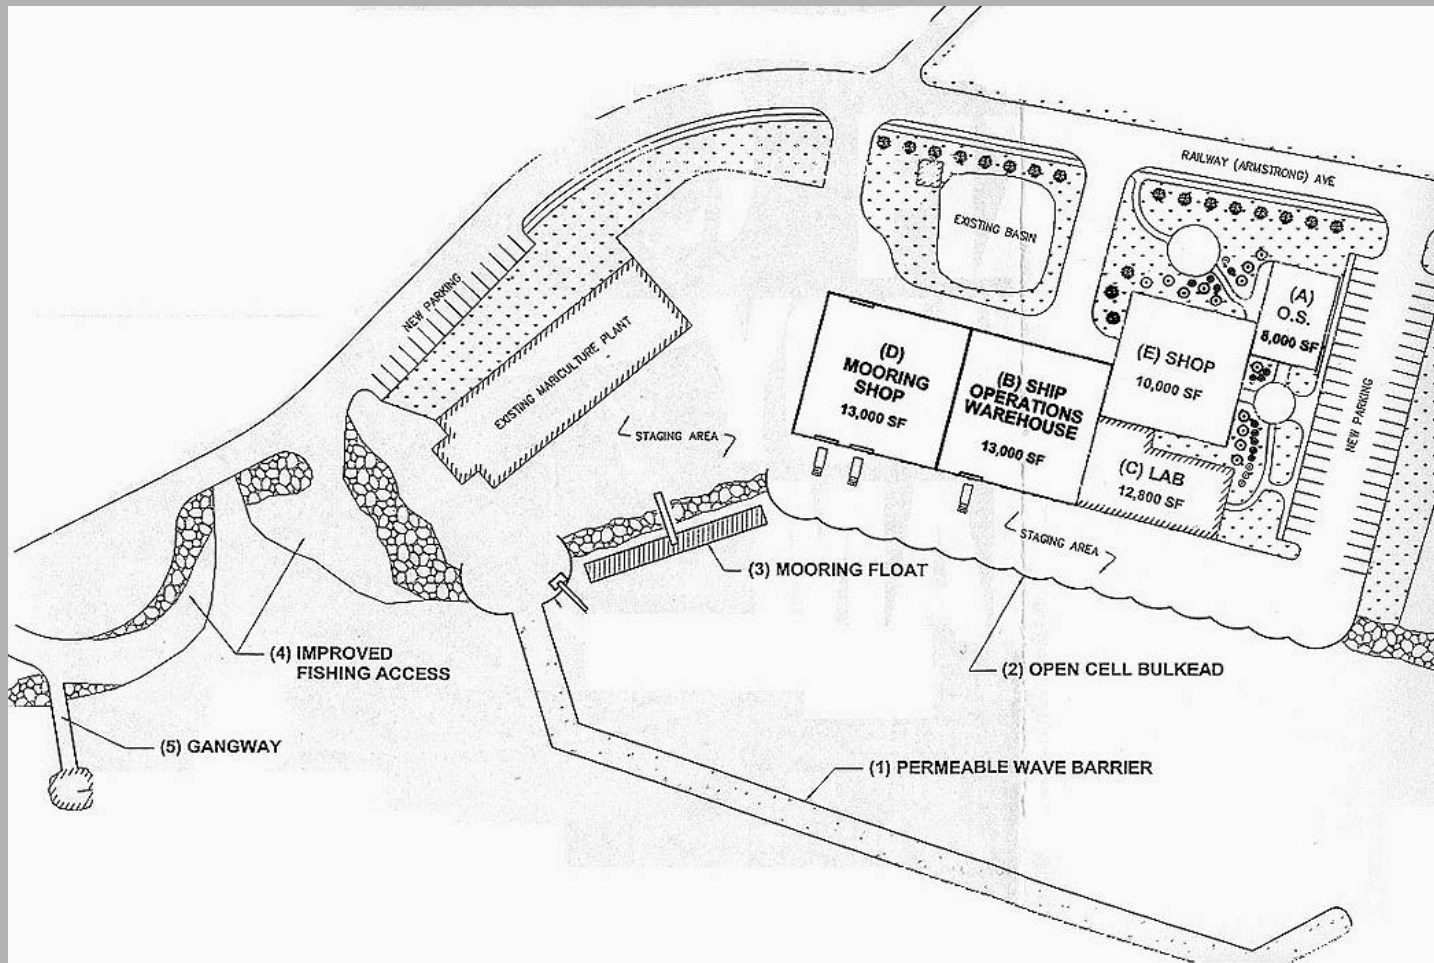 RAILWAY (ARMSTRONG) AVE
EXISTING BASIN
NEW PARKING
EXISTING MARICULTURE PLANT
(A)
O.S.
8,000 SF
(D)
MOORING
SHOP
13,000 SF
(B) SHIP
OPERATIONS
WAREHOUSE
13,000 SF
(E) SHOP
10,000 SF
NEW PARKING
STAGING AREA
(C) LAB
12,800 SF
STAGING AREA
(3) MOORING FLOAT
(4) IMPROVED
FISHING ACCESS
(2) OPEN CELL BULKEAD
(5) GANGWAY
(1) PERMEABLE WAVE BARRIER